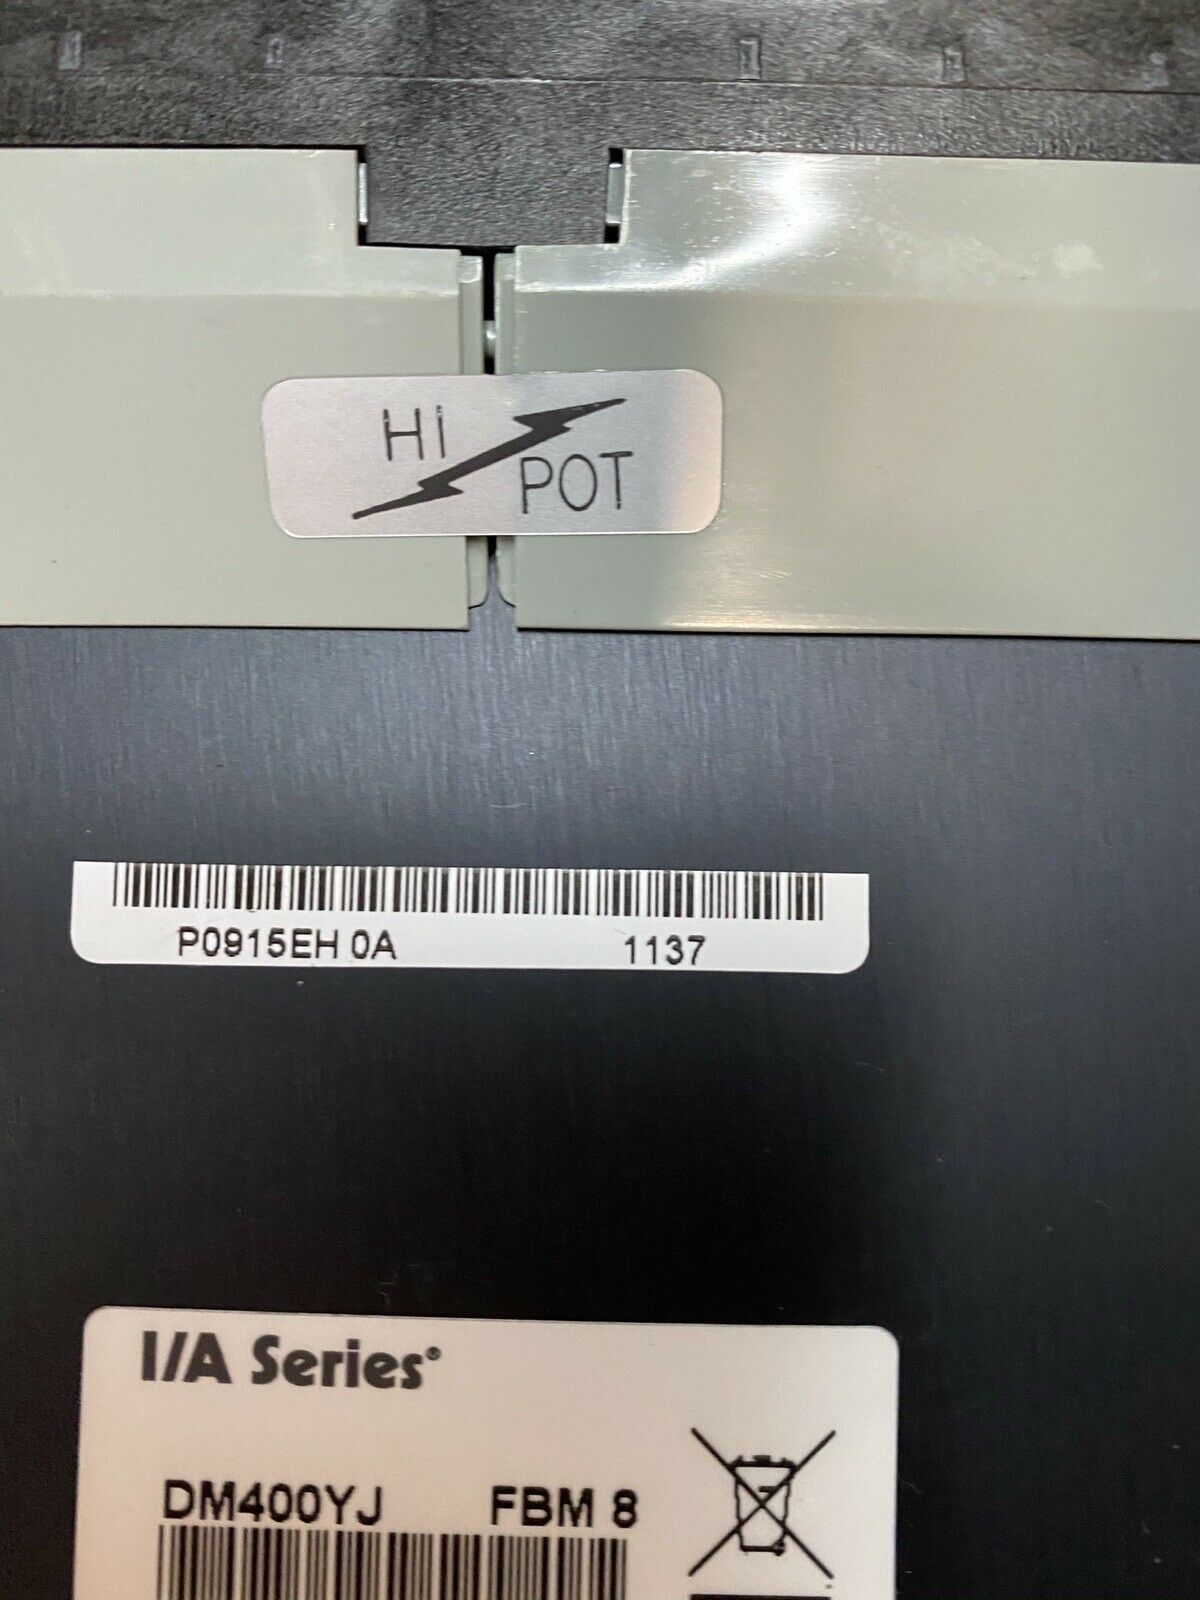 HI
POT
P0915EH 0A 1137
I/A Series®
DM400YJ FBM 8